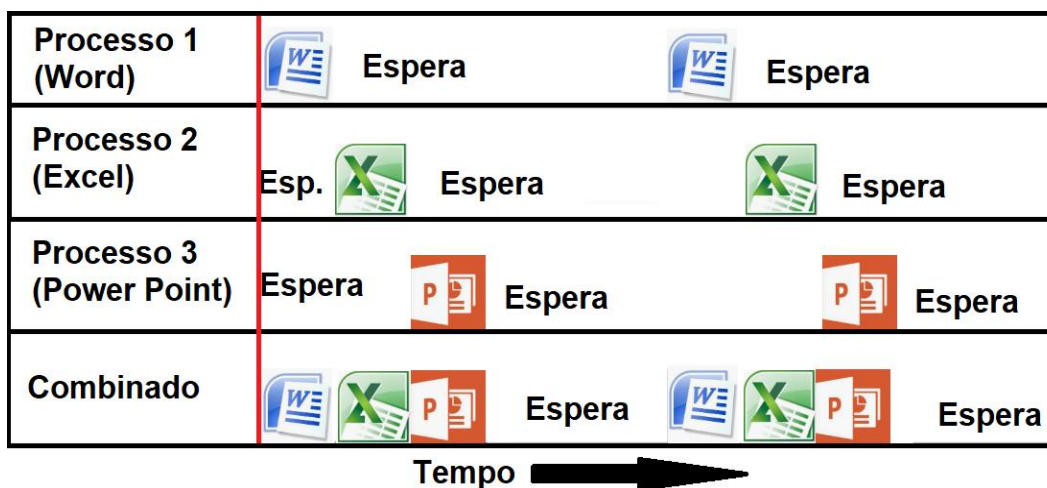 Processo 1
(Word)
Espera
Espera
Processo 2
(Excel)
Esp.
Espera
Espera
Processo 3
(Power Point)
Espera
Espera
Espera
Combinado
Espera
Espera
Tempo